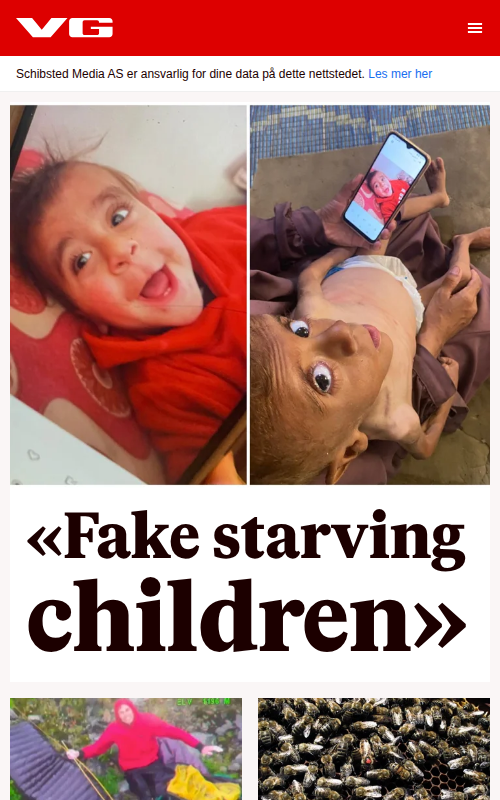 VG
Schibsted Media AS er ansvarlig for dine data på dette nettstedet. Les mer her
«Fake starving
children»